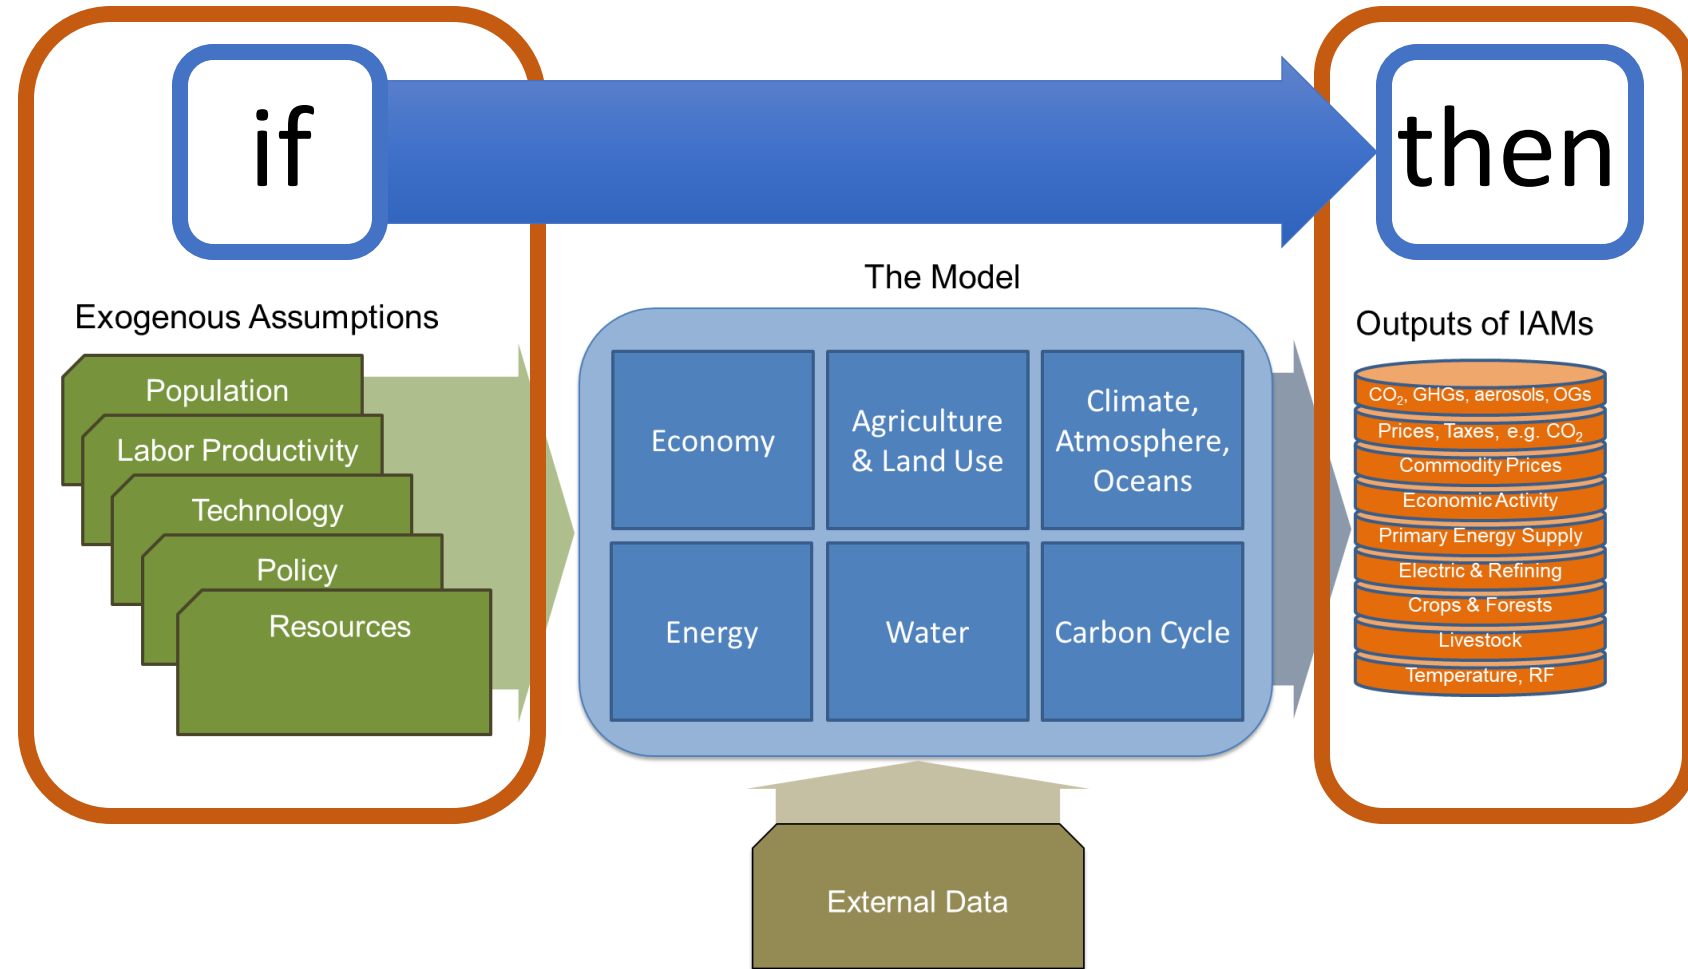 if
then
The Model
Exogenous Assumptions
Outputs of IAMs
Population
Labor Productivity
Technology
Policy
Resources
Economy
Agriculture
& Land Use
Climate,
Atmosphere,
Oceans
Energy
Water
Carbon Cycle
CO₂, GHGs, aerosols, OGs
Prices, Taxes, e.g. CO₂
Commodity Prices
Economic Activity
Primary Energy Supply
Electric & Refining
Crops & Forests
Livestock
Temperature, RF
External Data